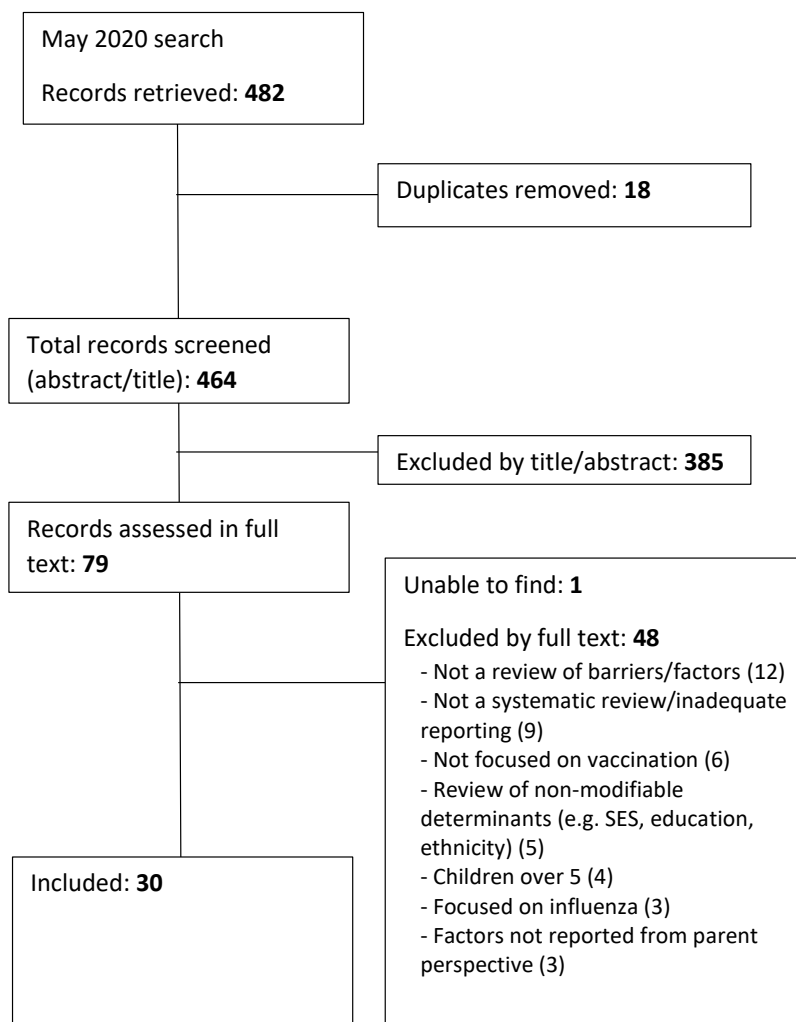 May 2020 search
Records retrieved: 482
Duplicates removed: 18
Total records screened
(abstract/title): 464
Excluded by title/abstract: 385
Records assessed in full
text: 79
Unable to find: 1
Excluded by full text: 48
- Not a review of barriers/factors (12)
- Not a systematic review/inadequate
reporting (9)
- Not focused on vaccination (6)
- Review of non-modifiable
determinants (e.g. SES, education,
ethnicity) (5)
- Children over 5 (4)
- Focused on influenza (3)
- Factors not reported from parent
perspective (3)
Included: 30